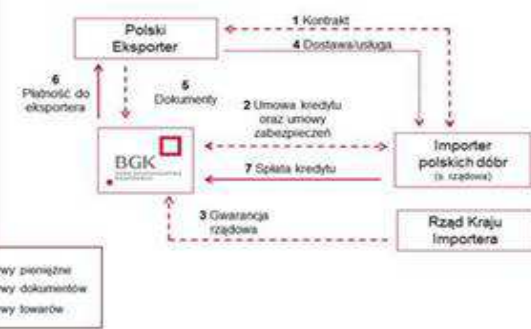 Polski
Eksporter
1 Kontrakt
4 Dostawa/usługa
6
Płatność do
eksportera
5
Dokumenty
2 Umowa kredytu
oraz umowy
zabezpieczeń
BGK
7 Spłata kredytu
Importer
polskich dóbr
(s. rządowa)
3 Gwarancja
rządowa
Rząd Kraju
Importera
wy pieniężne
wy dokumentów
wy towarów